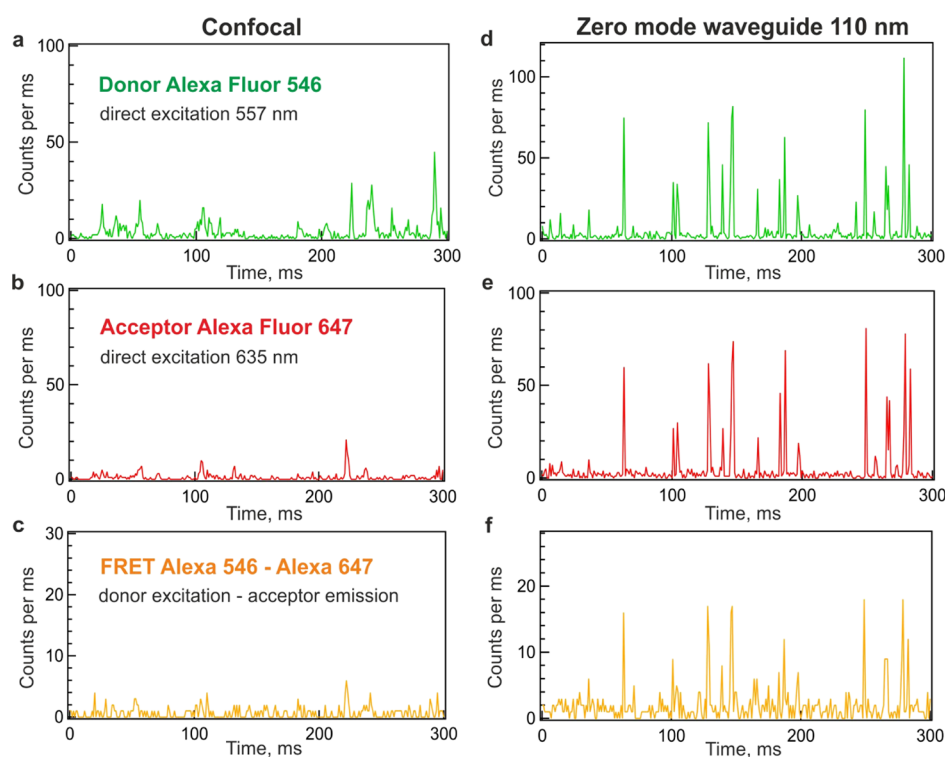 Confocal
Zero mode waveguide 110 nm
a
100
50
0
Counts per ms
Donor Alexa Fluor 546
direct excitation 557 nm
0 100 200 300
Time, ms
d
100
50
0
Counts per ms
0 100 200 300
Time, ms
b
100
50
0
Counts per ms
Acceptor Alexa Fluor 647
direct excitation 635 nm
0 100 200 300
Time, ms
e
100
50
0
Counts per ms
0 100 200 300
Time, ms
c
30
20
10
0
Counts per ms
FRET Alexa 546 - Alexa 647
donor excitation - acceptor emission
0 100 200 300
Time, ms
f
20
10
0
Counts per ms
0 100 200 300
Time, ms